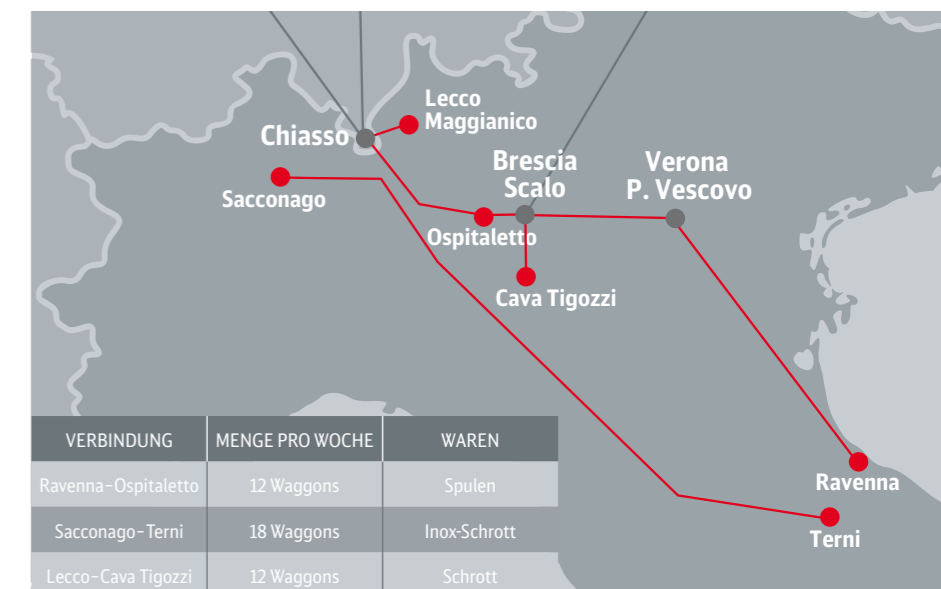 Lecco
Maggianico
Chiasso
Brescia
Scalo
Verona
P. Vescovo
Sacconago
Ospitaletto
Cava Tigozzi
VERBINDUNG MENGE PRO WOCHE WAREN
Ravenna–Ospitaletto 12 Waggons Spulen
Sacconago–Terni 18 Waggons Inox-Schrott
Lecco–Cava Tigozzi 12 Waggons Schrott
Ravenna
Terni